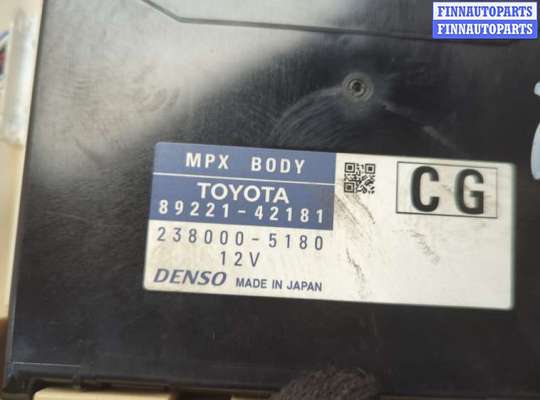 FINNAUTOPARTS
FINNAUTOPARTS
MPX BODY
TOYOTA
89221-42181
238000-5180
12V
DENSO MADE IN JAPAN
CG